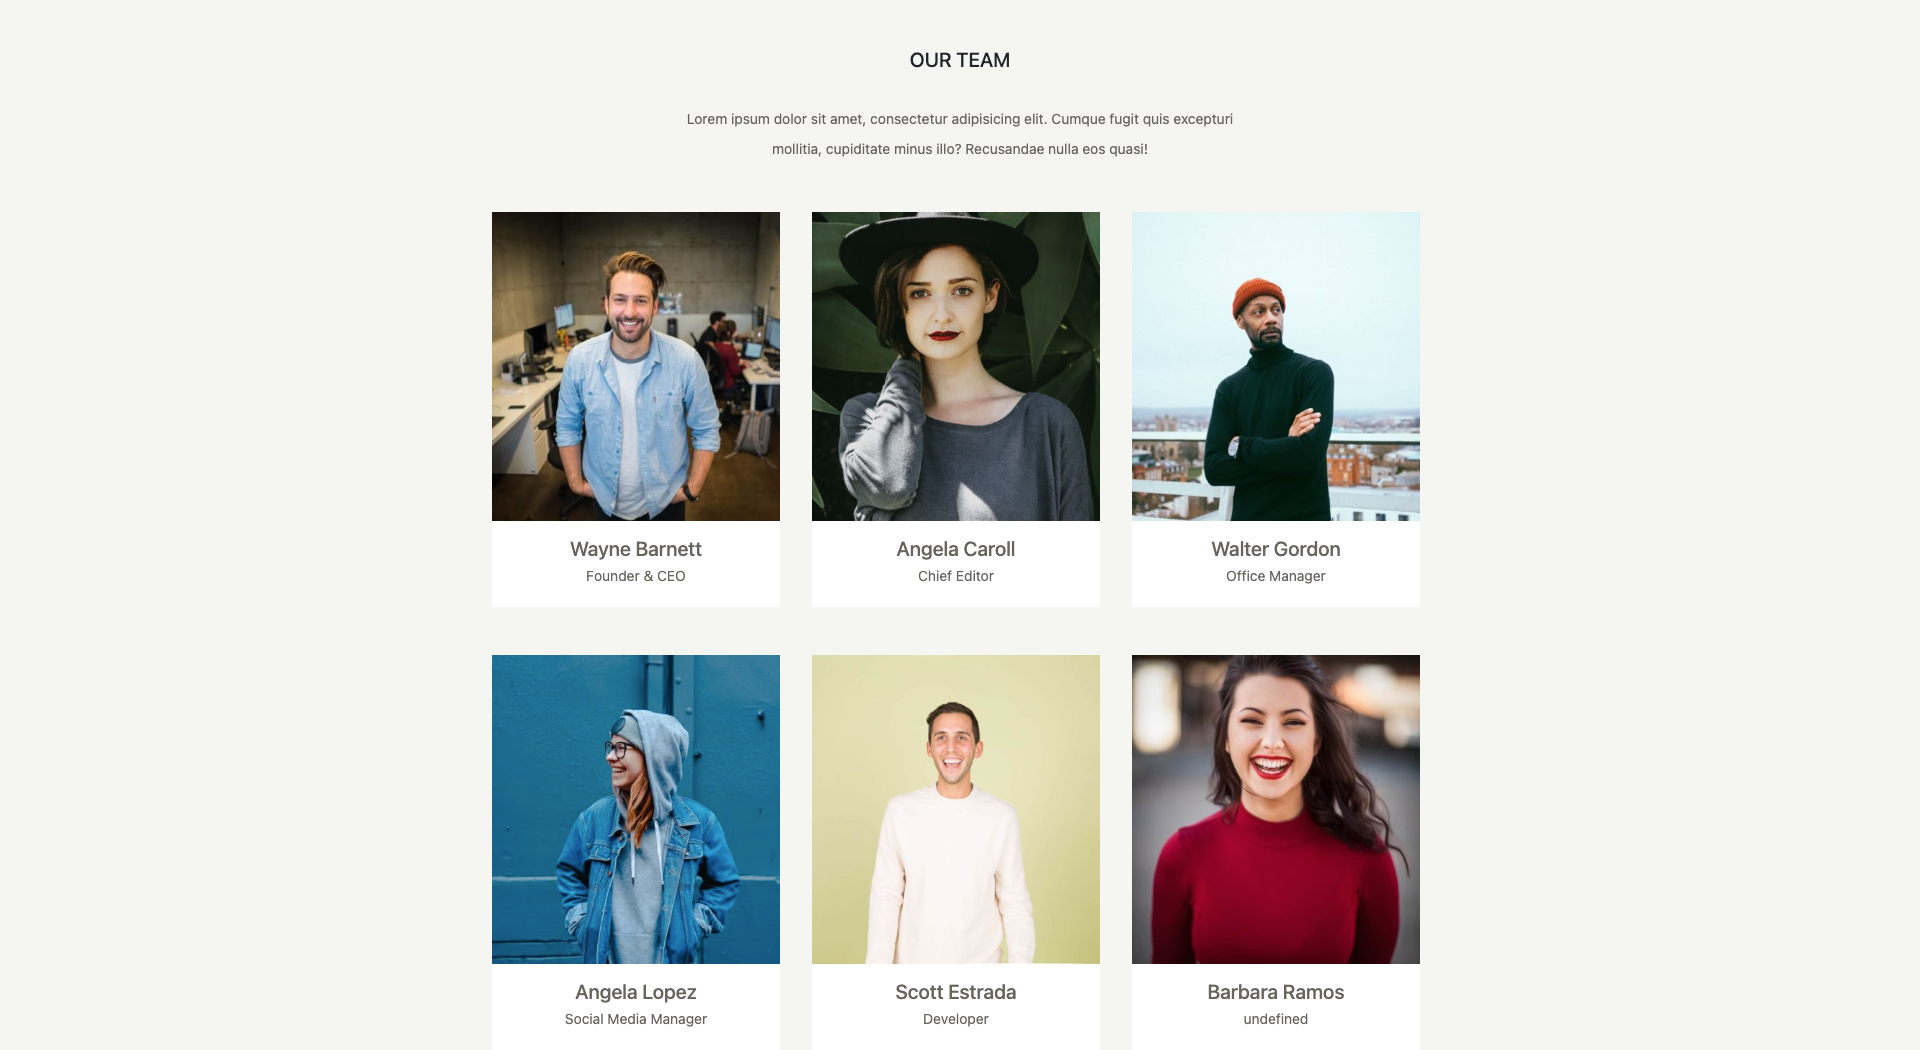 OUR TEAM
Lorem ipsum dolor sit amet, consectetur adipisicing elit. Cumque fugit quis excepturi
mollitia, cupiditate minus illo? Recusandae nulla eos quasi!
Wayne Barnett
Founder & CEO
Angela Caroll
Chief Editor
Walter Gordon
Office Manager
Angela Lopez
Social Media Manager
Scott Estrada
Developer
Barbara Ramos
undefined